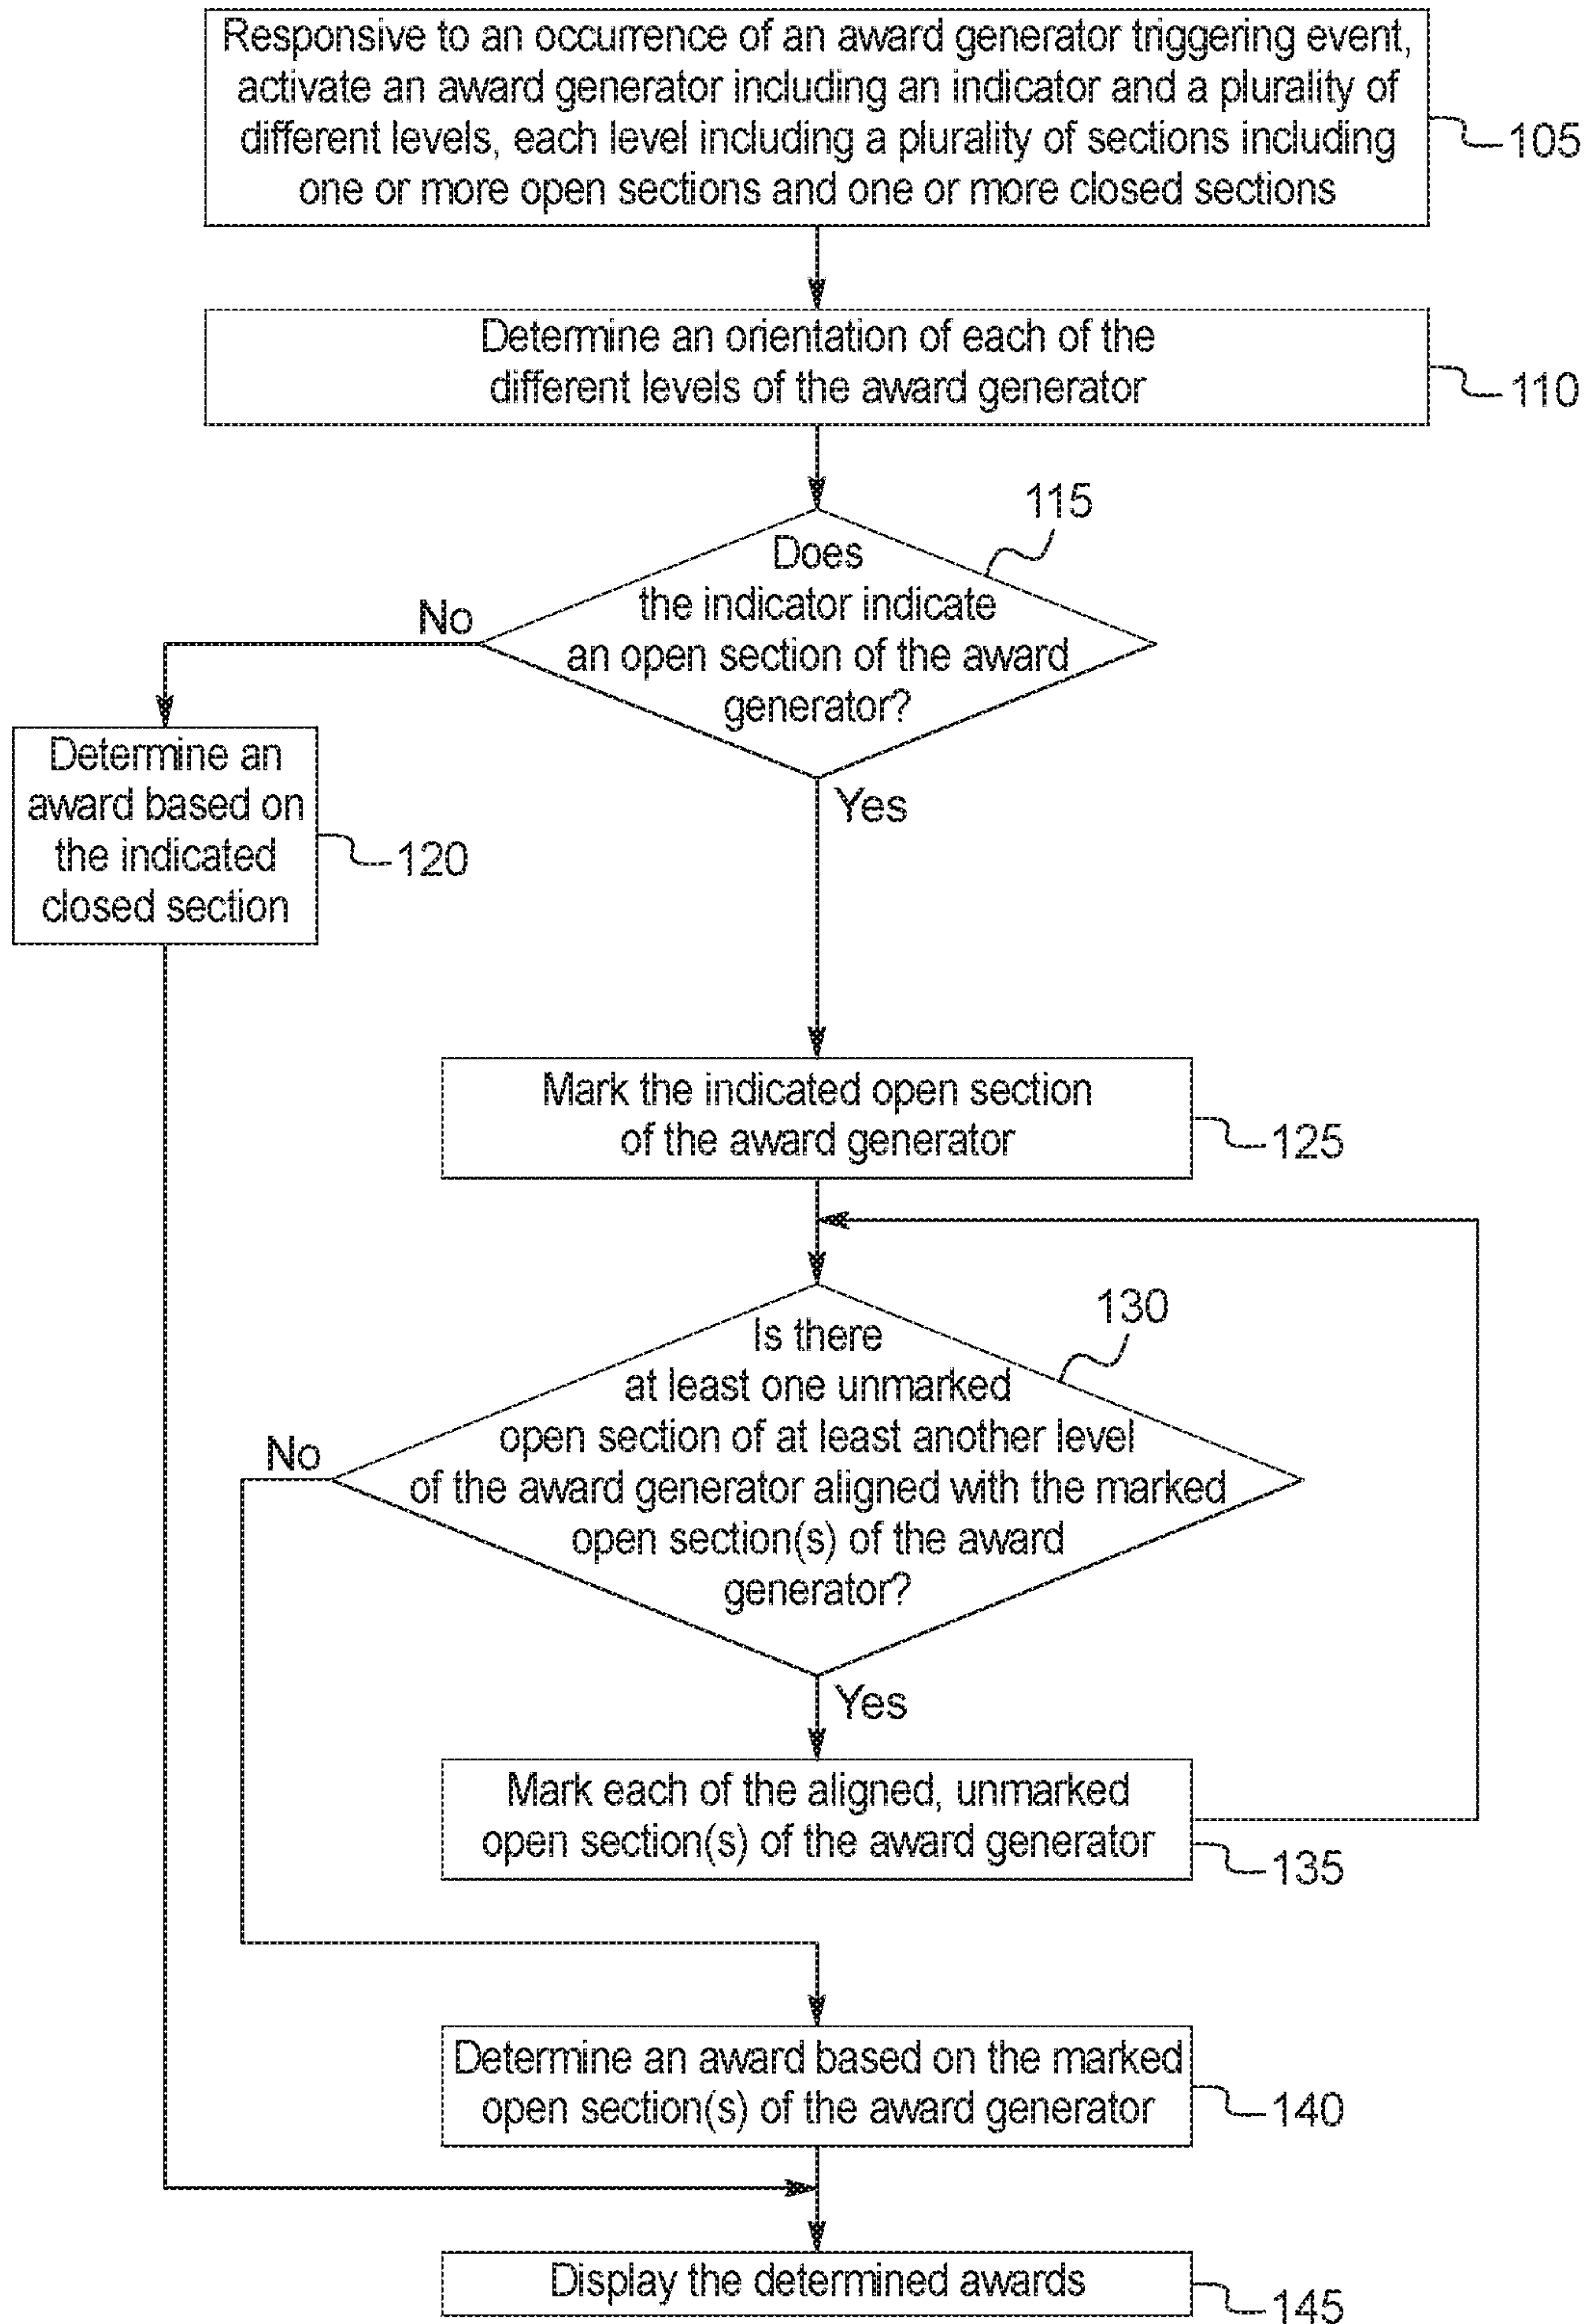 Responsive to an occurrence of an award generator triggering event,
activate an award generator including an indicator and a plurality of
different levels, each level including a plurality of sections including
one or more open sections and one or more closed sections
105
Determine an orientation of each of the
different levels of the award generator
110
115
Does
the indicator indicate
an open section of the award
generator?
No
Yes
Determine an
award based on
the indicated
closed section
120
Mark the indicated open section
of the award generator
125
130
Is there
at least one unmarked
open section of at least another level
of the award generator aligned with the marked
open section(s) of the award
generator?
No
Yes
Mark each of the aligned, unmarked
open section(s) of the award generator
135
Determine an award based on the marked
open section(s) of the award generator
140
Display the determined awards
145